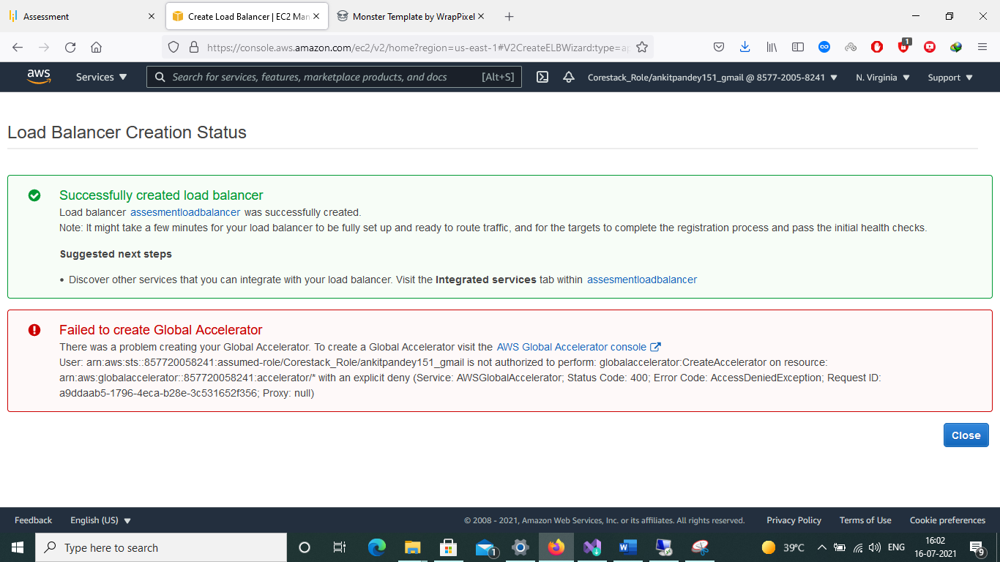 Assessment
Create Load Balancer | EC2 Man
Monster Template by WrapPixel
https://console.aws.amazon.com/ec2/v2/home?region=us-east-1#V2CreateELBWizard:type=ap
1
aws
Services
Search for services, features, marketplace products, and docs
[Alt+S]
Corestack_Role/ankitpandey151_gmail @ 8577-2005-8241
N. Virginia
Support
Load Balancer Creation Status
Successfully created load balancer
Load balancer assesmentloadbalancer was successfully created.
Note: It might take a few minutes for your load balancer to be fully set up and ready to route traffic, and for the targets to complete the registration process and pass the initial health checks.
Suggested next steps
• Discover other services that you can integrate with your load balancer. Visit the Integrated services tab within assesmentloadbalancer
Failed to create Global Accelerator
There was a problem creating your Global Accelerator. To create a Global Accelerator visit the AWS Global Accelerator console
User: arn:aws:sts::857720058241:assumed-role/Corestack_Role/ankitpandey151_gmail is not authorized to perform: globalaccelerator:CreateAccelerator on resource:
arn:aws:globalaccelerator::857720058241:accelerator/* with an explicit deny (Service: AWSGlobalAccelerator; Status Code: 400; Error Code: AccessDeniedException; Request ID:
a9ddaab5-1796-4eca-b28e-3c531652f356; Proxy: null)
Close
Feedback
English (US)
© 2008 - 2021, Amazon Web Services, Inc. or its affiliates. All rights reserved.
Privacy Policy
Terms of Use
Cookie preferences
Type here to search
1
39°C
ENG
16:02
16-07-2021
9